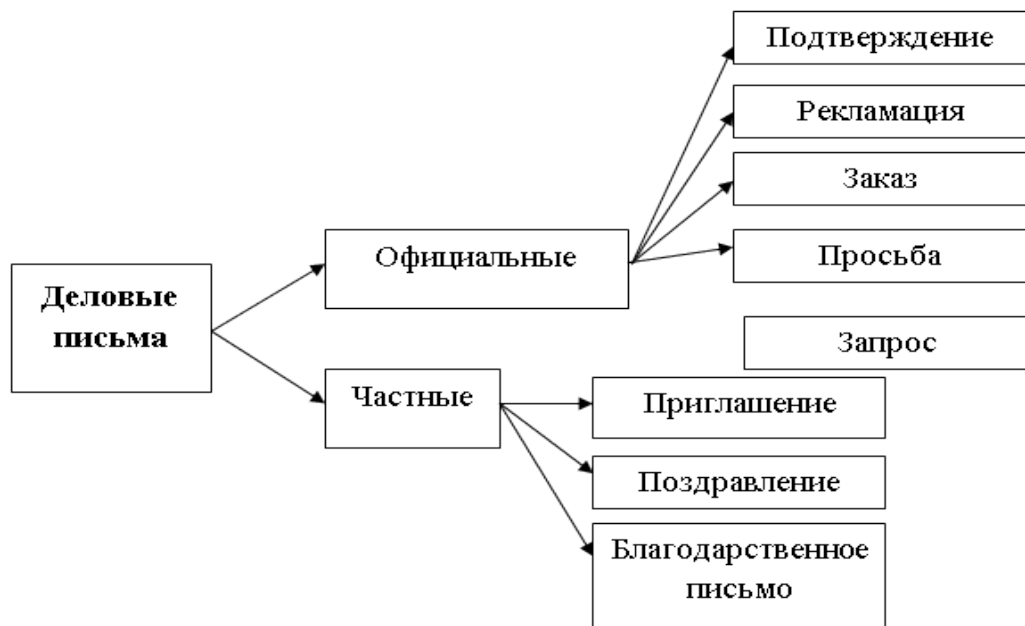 Деловые
письма
Официальные
Подтверждение
Рекламация
Заказ
Просьба
Запрос
Частные
Приглашение
Поздравление
Благодарственное
письмо